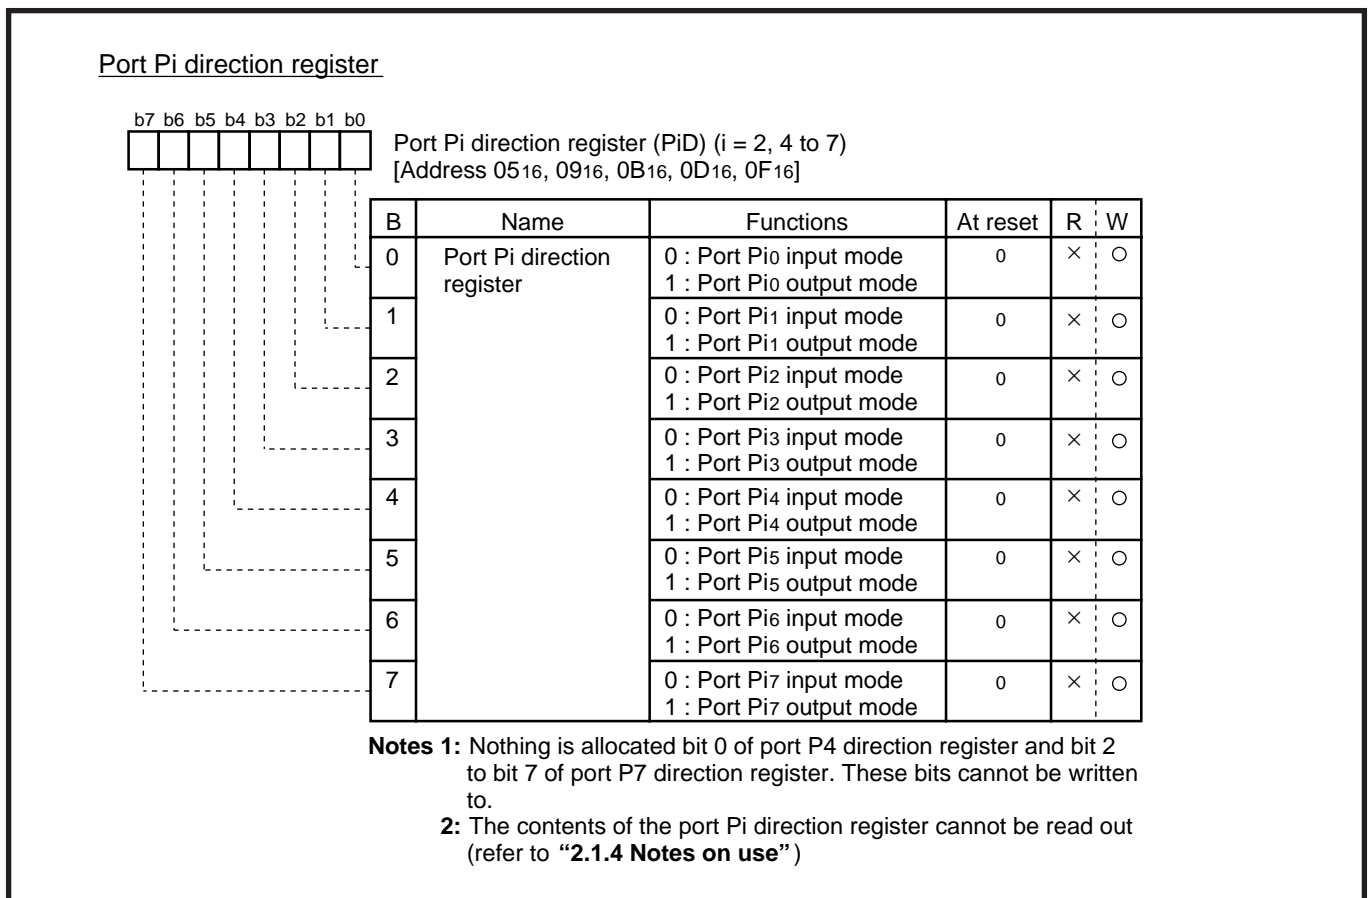 Port Pi direction register
b7 b6 b5 b4 b3 b2 b1 b0
Port Pi direction register (PiD) (i = 2, 4 to 7)
[Address 0516, 0916, 0B16, 0D16, 0F16]
B Name Functions At reset R W
0 Port Pi direction register 0 : Port Pi0 input mode 0 × ○
1 : Port Pi0 output mode
1 0 : Port Pi1 input mode 0 × ○
1 : Port Pi1 output mode
2 0 : Port Pi2 input mode 0 × ○
1 : Port Pi2 output mode
3 0 : Port Pi3 input mode 0 × ○
1 : Port Pi3 output mode
4 0 : Port Pi4 input mode 0 × ○
1 : Port Pi4 output mode
5 0 : Port Pi5 input mode 0 × ○
1 : Port Pi5 output mode
6 0 : Port Pi6 input mode 0 × ○
1 : Port Pi6 output mode
7 0 : Port Pi7 input mode 0 × ○
1 : Port Pi7 output mode
Notes 1: Nothing is allocated bit 0 of port P4 direction register and bit 2
to bit 7 of port P7 direction register. These bits cannot be written
to.
2: The contents of the port Pi direction register cannot be read out
(refer to “2.1.4 Notes on use”)